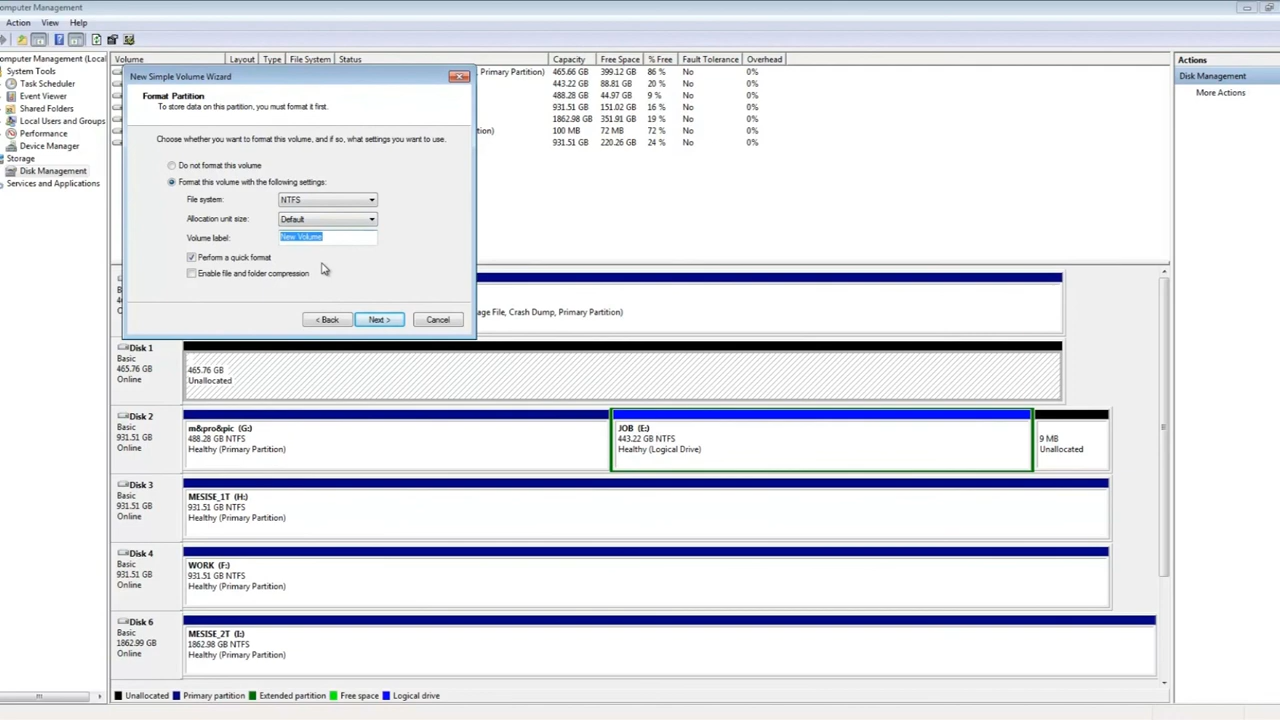 Computer Management
Action View Help
Computer Management (Local
System Tools
Task Scheduler
Event Viewer
Shared Folders
Local Users and Groups
Performance
Device Manager
Storage
Disk Management
Services and Applications
Volume Layout Type File System Status Capacity Free Space % Free Fault Tolerance Overhead
, Primary Partition) 465.66 GB 399.12 GB 86 % No 0%
443.22 GB 88.81 GB 20 % No 0%
488.28 GB 44.97 GB 9 % No 0%
931.51 GB 151.02 GB 16 % No 0%
1862.98 GB 351.91 GB 19 % No 0%
tion) 100 MB 72 MB 72 % No 0%
931.51 GB 220.26 GB 24 % No 0%
Actions
Disk Management
More Actions
New Simple Volume Wizard
Format Partition
To store data on this partition, you must format it first.
Choose whether you want to format this volume, and if so, what settings you want to use.
Do not format this volume
Format this volume with the following settings:
File system: NTFS
Allocation unit size: Default
Volume label: New Volume
Perform a quick format
Enable file and folder compression
< Back Next > Cancel
age File, Crash Dump, Primary Partition)
Disk 1
Basic
465.76 GB
Online
465.76 GB
Unallocated
Disk 2
Basic
931.51 GB
Online
m&pro&pic (G:)
488.28 GB NTFS
Healthy (Primary Partition)
JOB (E:)
443.22 GB NTFS
Healthy (Logical Drive)
9 MB
Unallocated
Disk 3
Basic
931.51 GB
Online
MESISE_1T (H:)
931.51 GB NTFS
Healthy (Primary Partition)
Disk 4
Basic
931.51 GB
Online
WORK (F:)
931.51 GB NTFS
Healthy (Primary Partition)
Disk 6
Basic
1862.99 GB
Online
MESISE_2T (I:)
1862.98 GB NTFS
Healthy (Primary Partition)
Unallocated Primary partition Extended partition Free space Logical drive